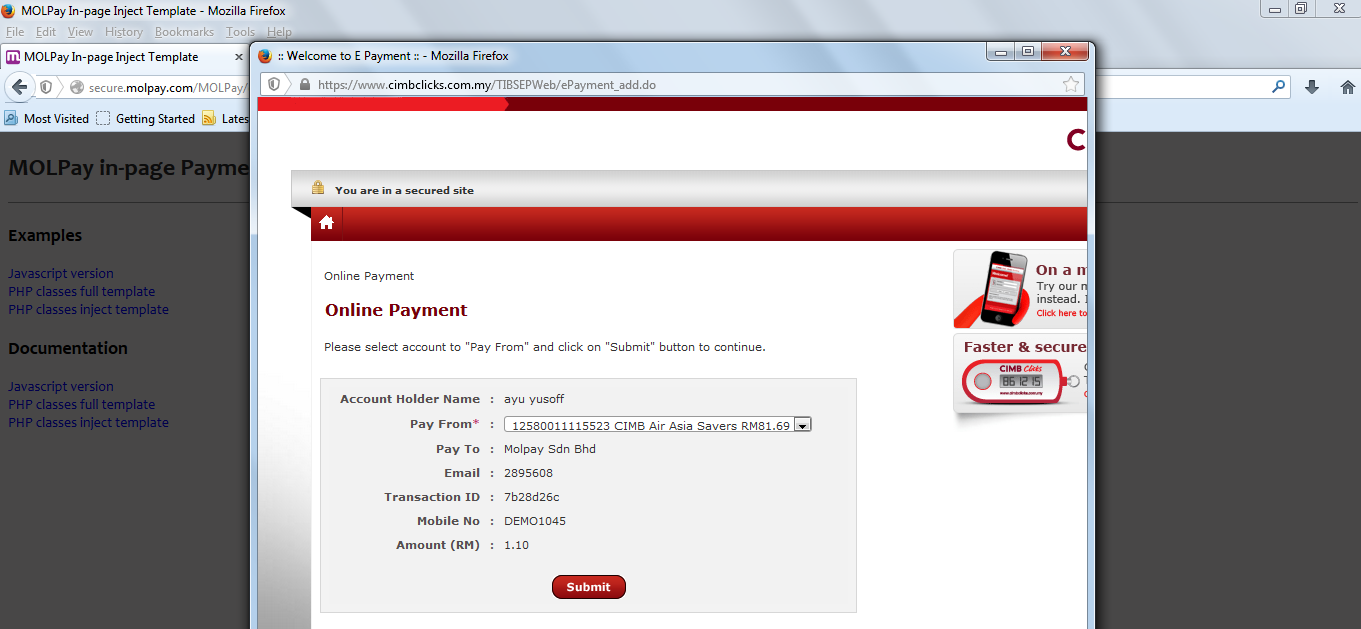 MOLPay In-page Inject Template - Mozilla Firefox
File Edit View History Bookmarks Tools Help
MOLPay In-page Inject Template ×
secure.molpay.com/MOLPay/
Most Visited Getting Started Lates
MOLPay in-page Payme
Examples
Javascript version
PHP classes full template
PHP classes inject template
Documentation
Javascript version
PHP classes full template
PHP classes inject template
:: Welcome to E Payment :: - Mozilla Firefox
https://www.cimbclicks.com.my/TIBSEPWeb/ePayment_add.do
C
You are in a secured site
Online Payment
Online Payment
Please select account to "Pay From" and click on "Submit" button to continue.
Account Holder Name : ayu yusoff
Pay From* : 12580011115523 CIMB Air Asia Savers RM81.69
Pay To : Molpay Sdn Bhd
Email : 2895608
Transaction ID : 7b28d26c
Mobile No : DEMO1045
Amount (RM) : 1.10
Submit
On a m
Try our m
instead. I
Click here to
Faster & secure
CIMB Clicks
861215